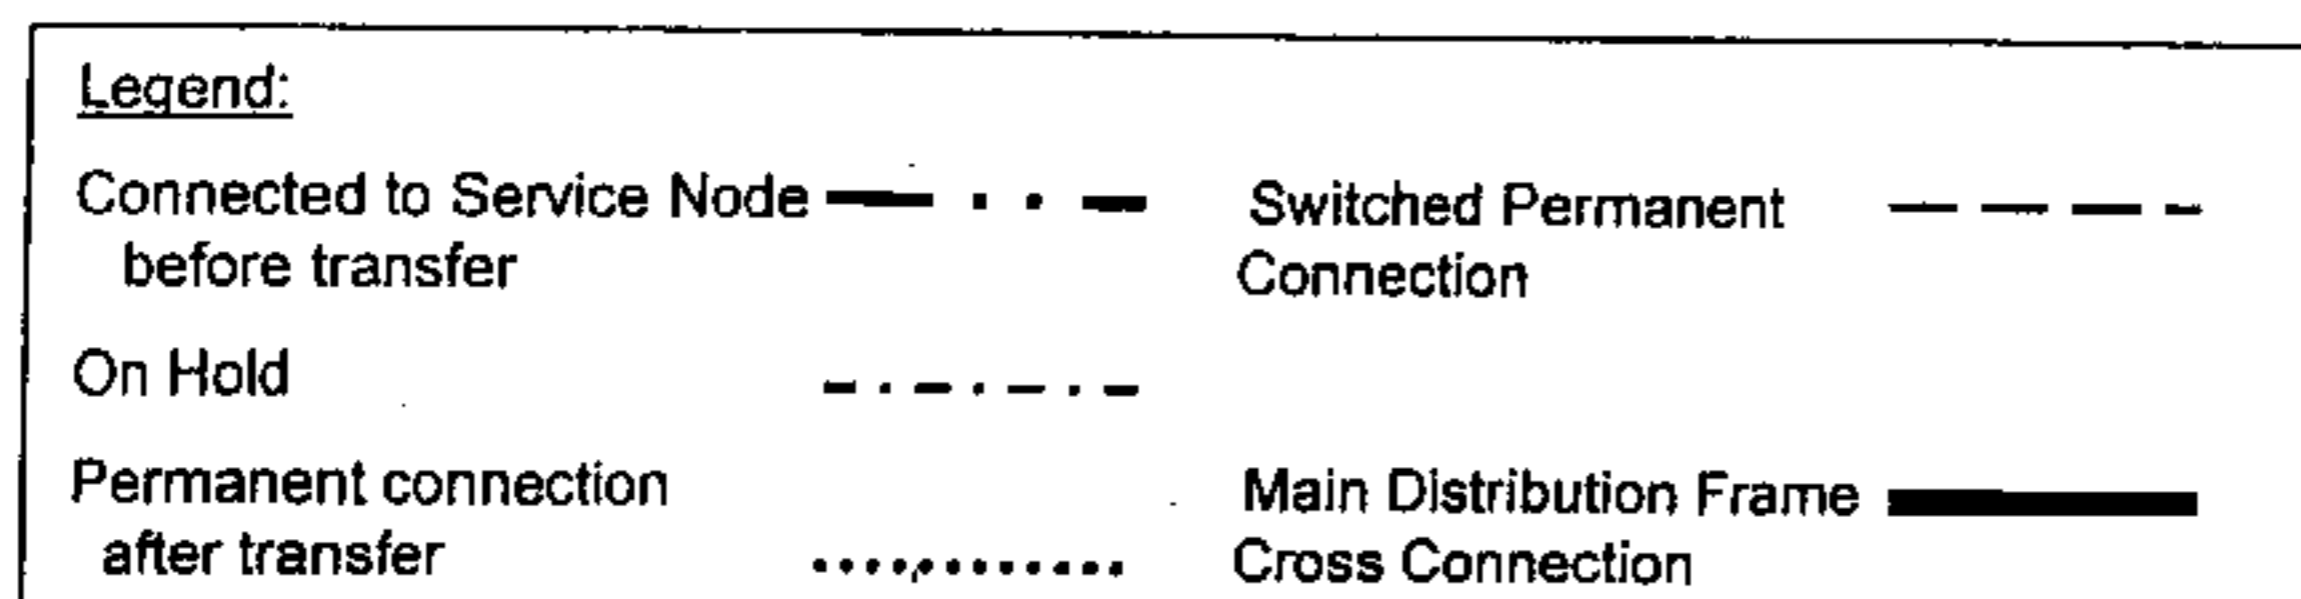 Legend:
Connected to Service Node
before transfer
Switched Permanent
Connection
On Hold
Permanent connection
after transfer
Main Distribution Frame
Cross Connection